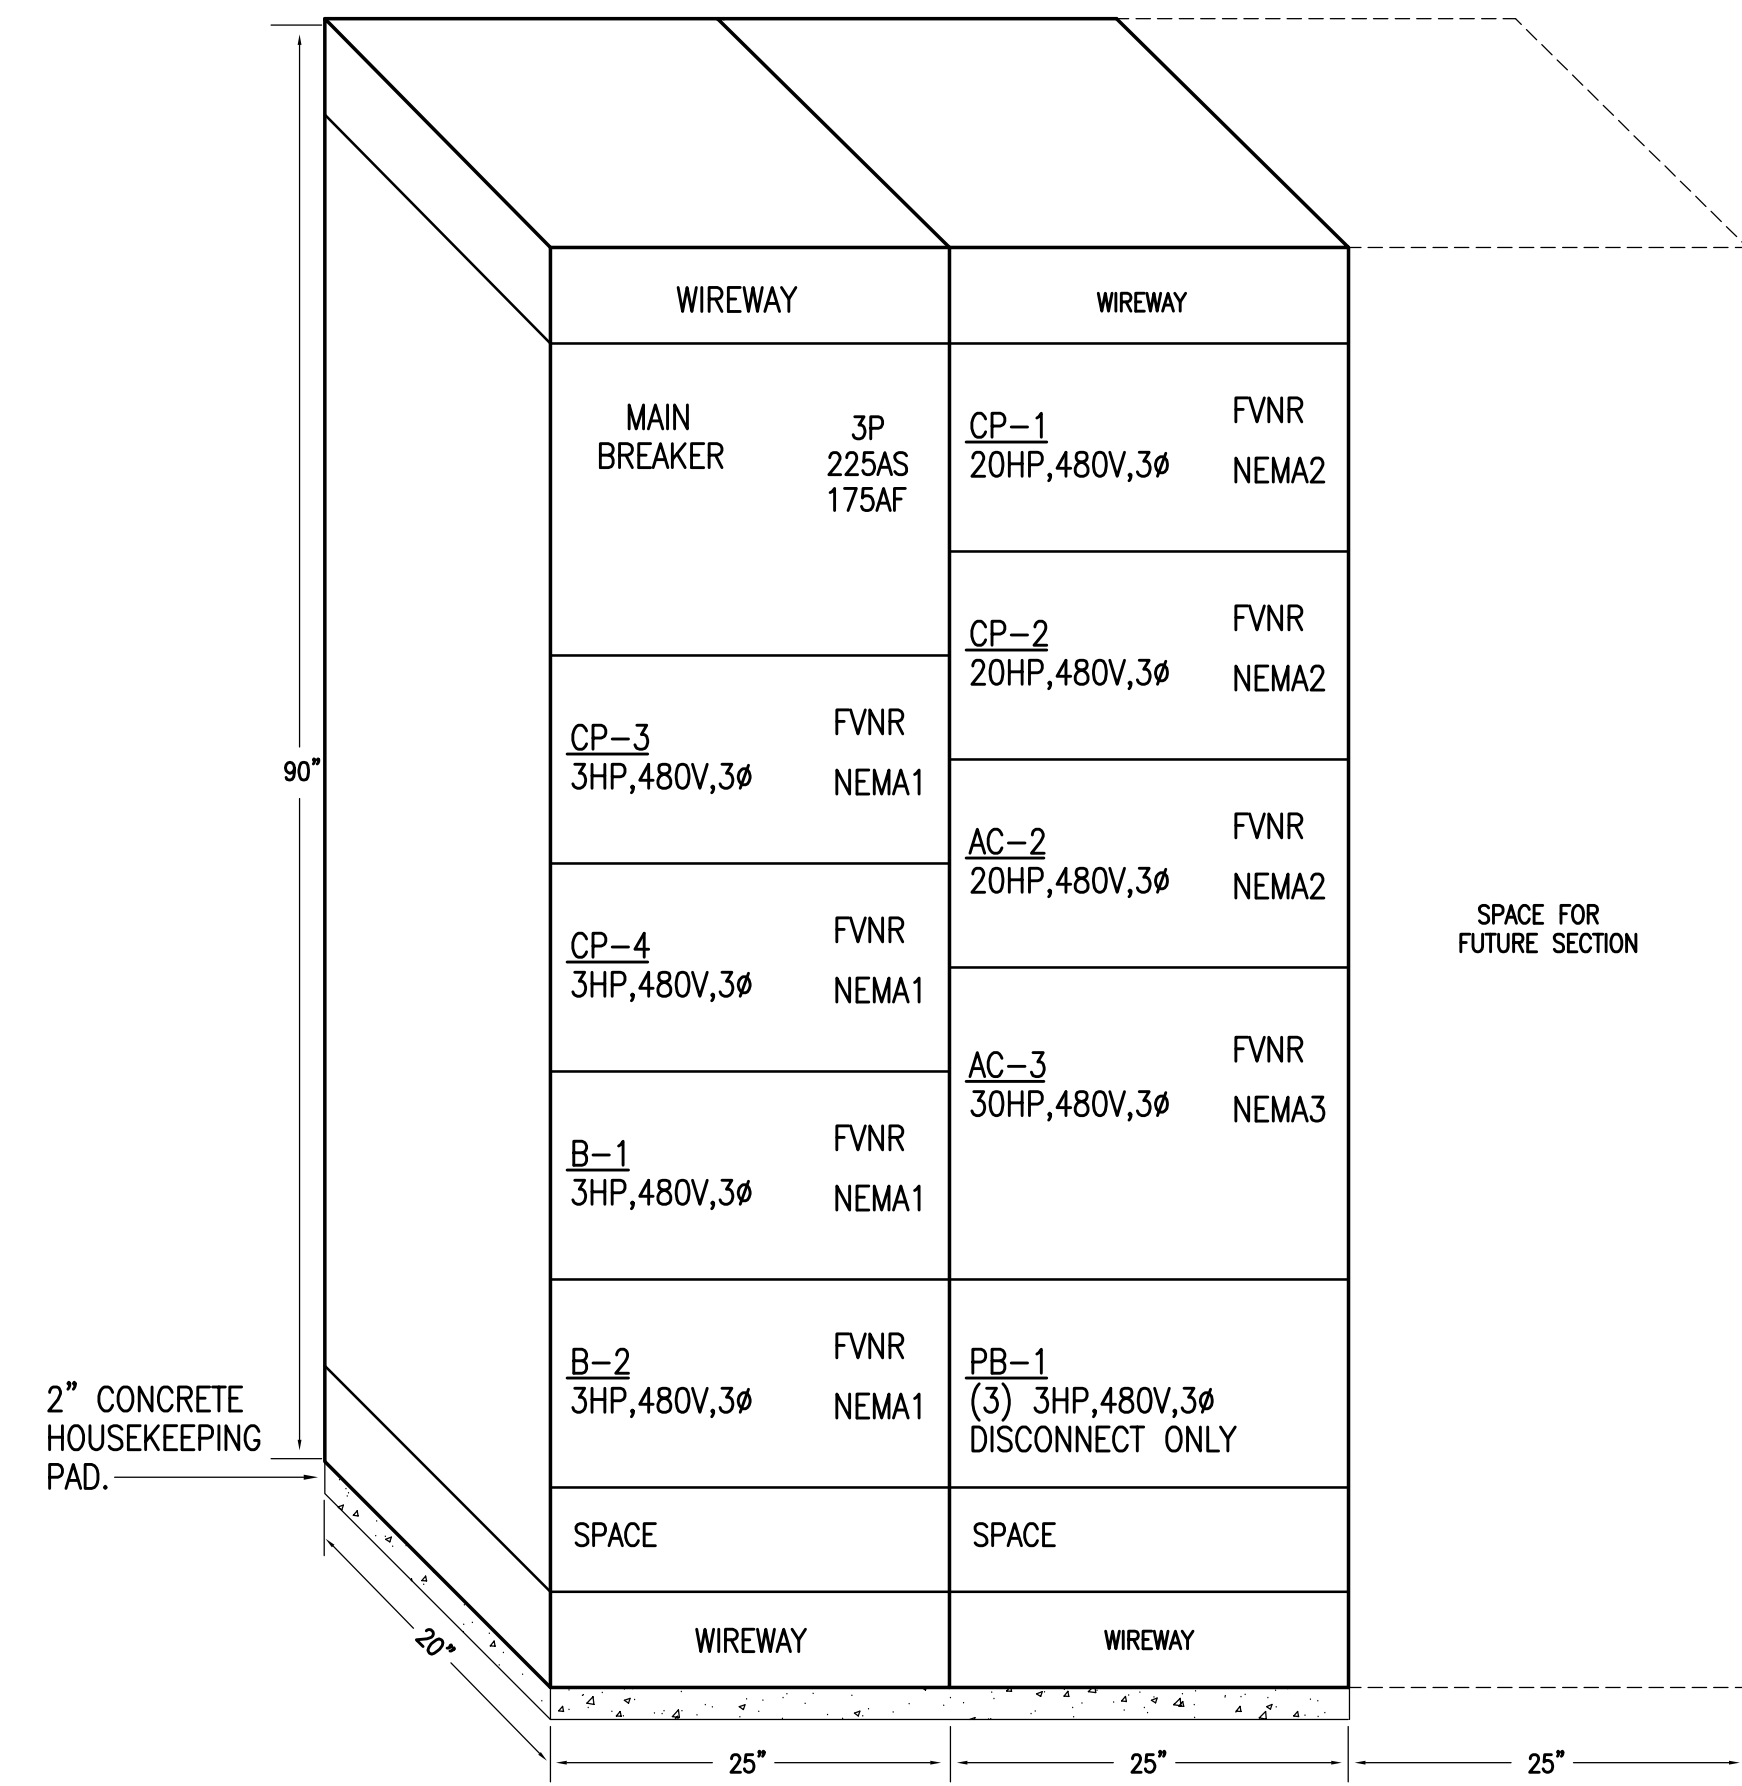 WIREWAY
MAIN
BREAKER
3P
225AS
175AF
CP-3
3HP,480V,3ø
FVNR
NEMA1
CP-4
3HP,480V,3ø
FVNR
NEMA1
B-1
3HP,480V,3ø
FVNR
NEMA1
B-2
3HP,480V,3ø
FVNR
NEMA1
SPACE
WIREWAY
WIREWAY
CP-1
20HP,480V,3ø
FVNR
NEMA2
CP-2
20HP,480V,3ø
FVNR
NEMA2
AC-2
20HP,480V,3ø
FVNR
NEMA2
AC-3
30HP,480V,3ø
FVNR
NEMA3
PB-1
(3) 3HP,480V,3ø
DISCONNECT ONLY
SPACE
WIREWAY
SPACE FOR
FUTURE SECTION
90"
2" CONCRETE
HOUSEKEEPING
PAD.
20"
25"
25"
25"